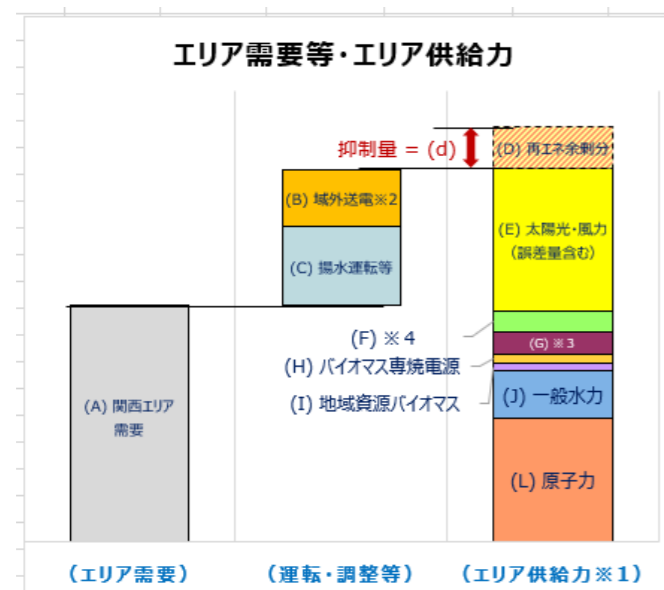 エリア需要等・エリア供給力
抑制量 = (d)
(D) 再エネ余剰分
(B) 域外送電※2
(E) 太陽光・風力
(誤差量含む)
(C) 揚水運転等
(F) ※4
(G) ※3
(H) バイオマス専焼電源
(I) 地域資源バイオマス
(J) 一般水力
(A) 関西エリア
需要
(L) 原子力
(エリア需要)
(運転・調整等)
(エリア供給力※1)